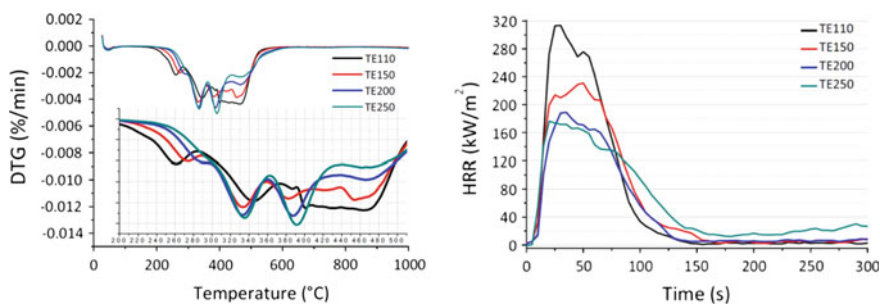 0.002
0.000
-0.002
-0.004
-0.006
-0.008
-0.010
-0.012
-0.014
DTG (%/min)
TE110
TE150
TE200
TE250
200 220 240 260 280 300 320 340 360 380 400 420 440 460 480 500
0 200 400 600 800 1000
Temperature (°C)
320
280
240
200
160
120
80
40
0
HRR (kW/m²)
TE110
TE150
TE200
TE250
0 50 100 150 200 250 300
Time (s)